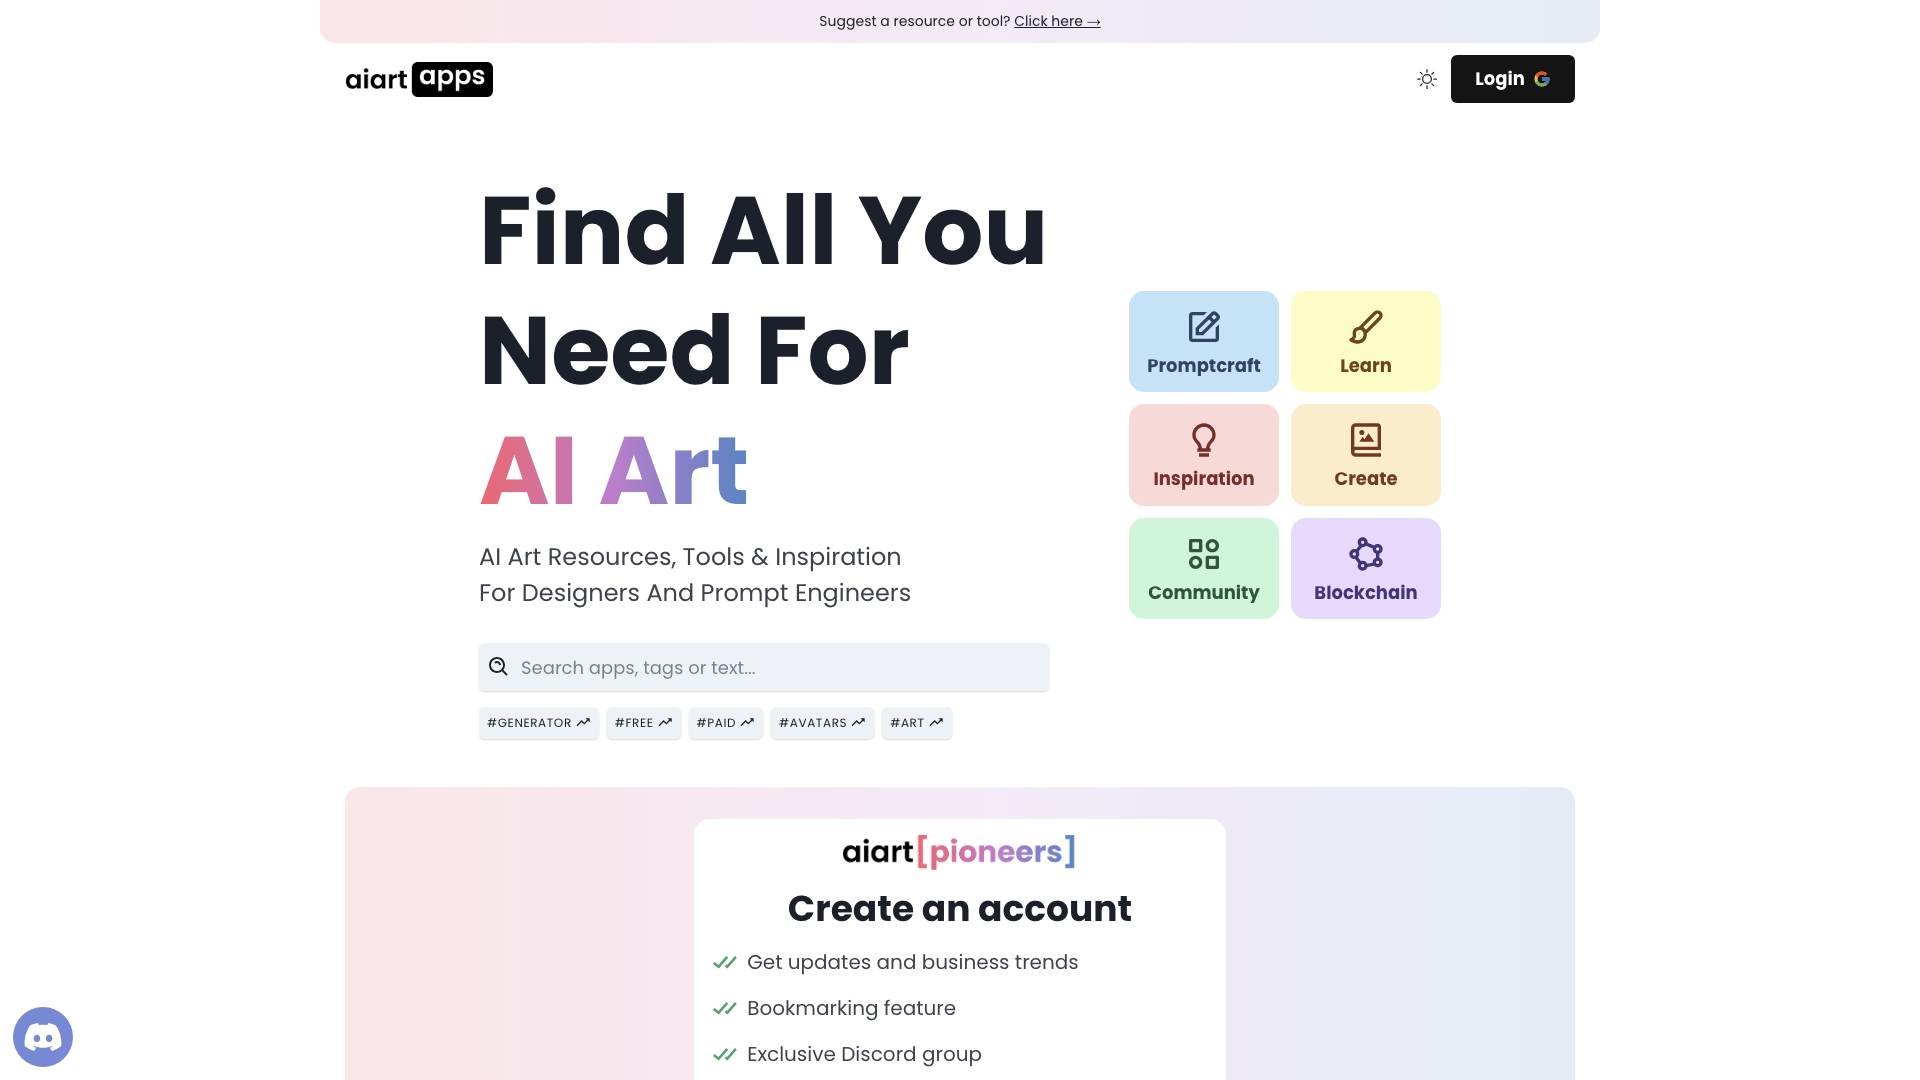 Suggest a resource or tool? Click here →
aiart apps
Login
Find All You
Need For
AI Art
AI Art Resources, Tools & Inspiration
For Designers And Prompt Engineers
Search apps, tags or text...
#GENERATOR
#FREE
#PAID
#AVATARS
#ART
Promptcraft
Learn
Inspiration
Create
Community
Blockchain
aiart[pioneers]
Create an account
Get updates and business trends
Bookmarking feature
Exclusive Discord group